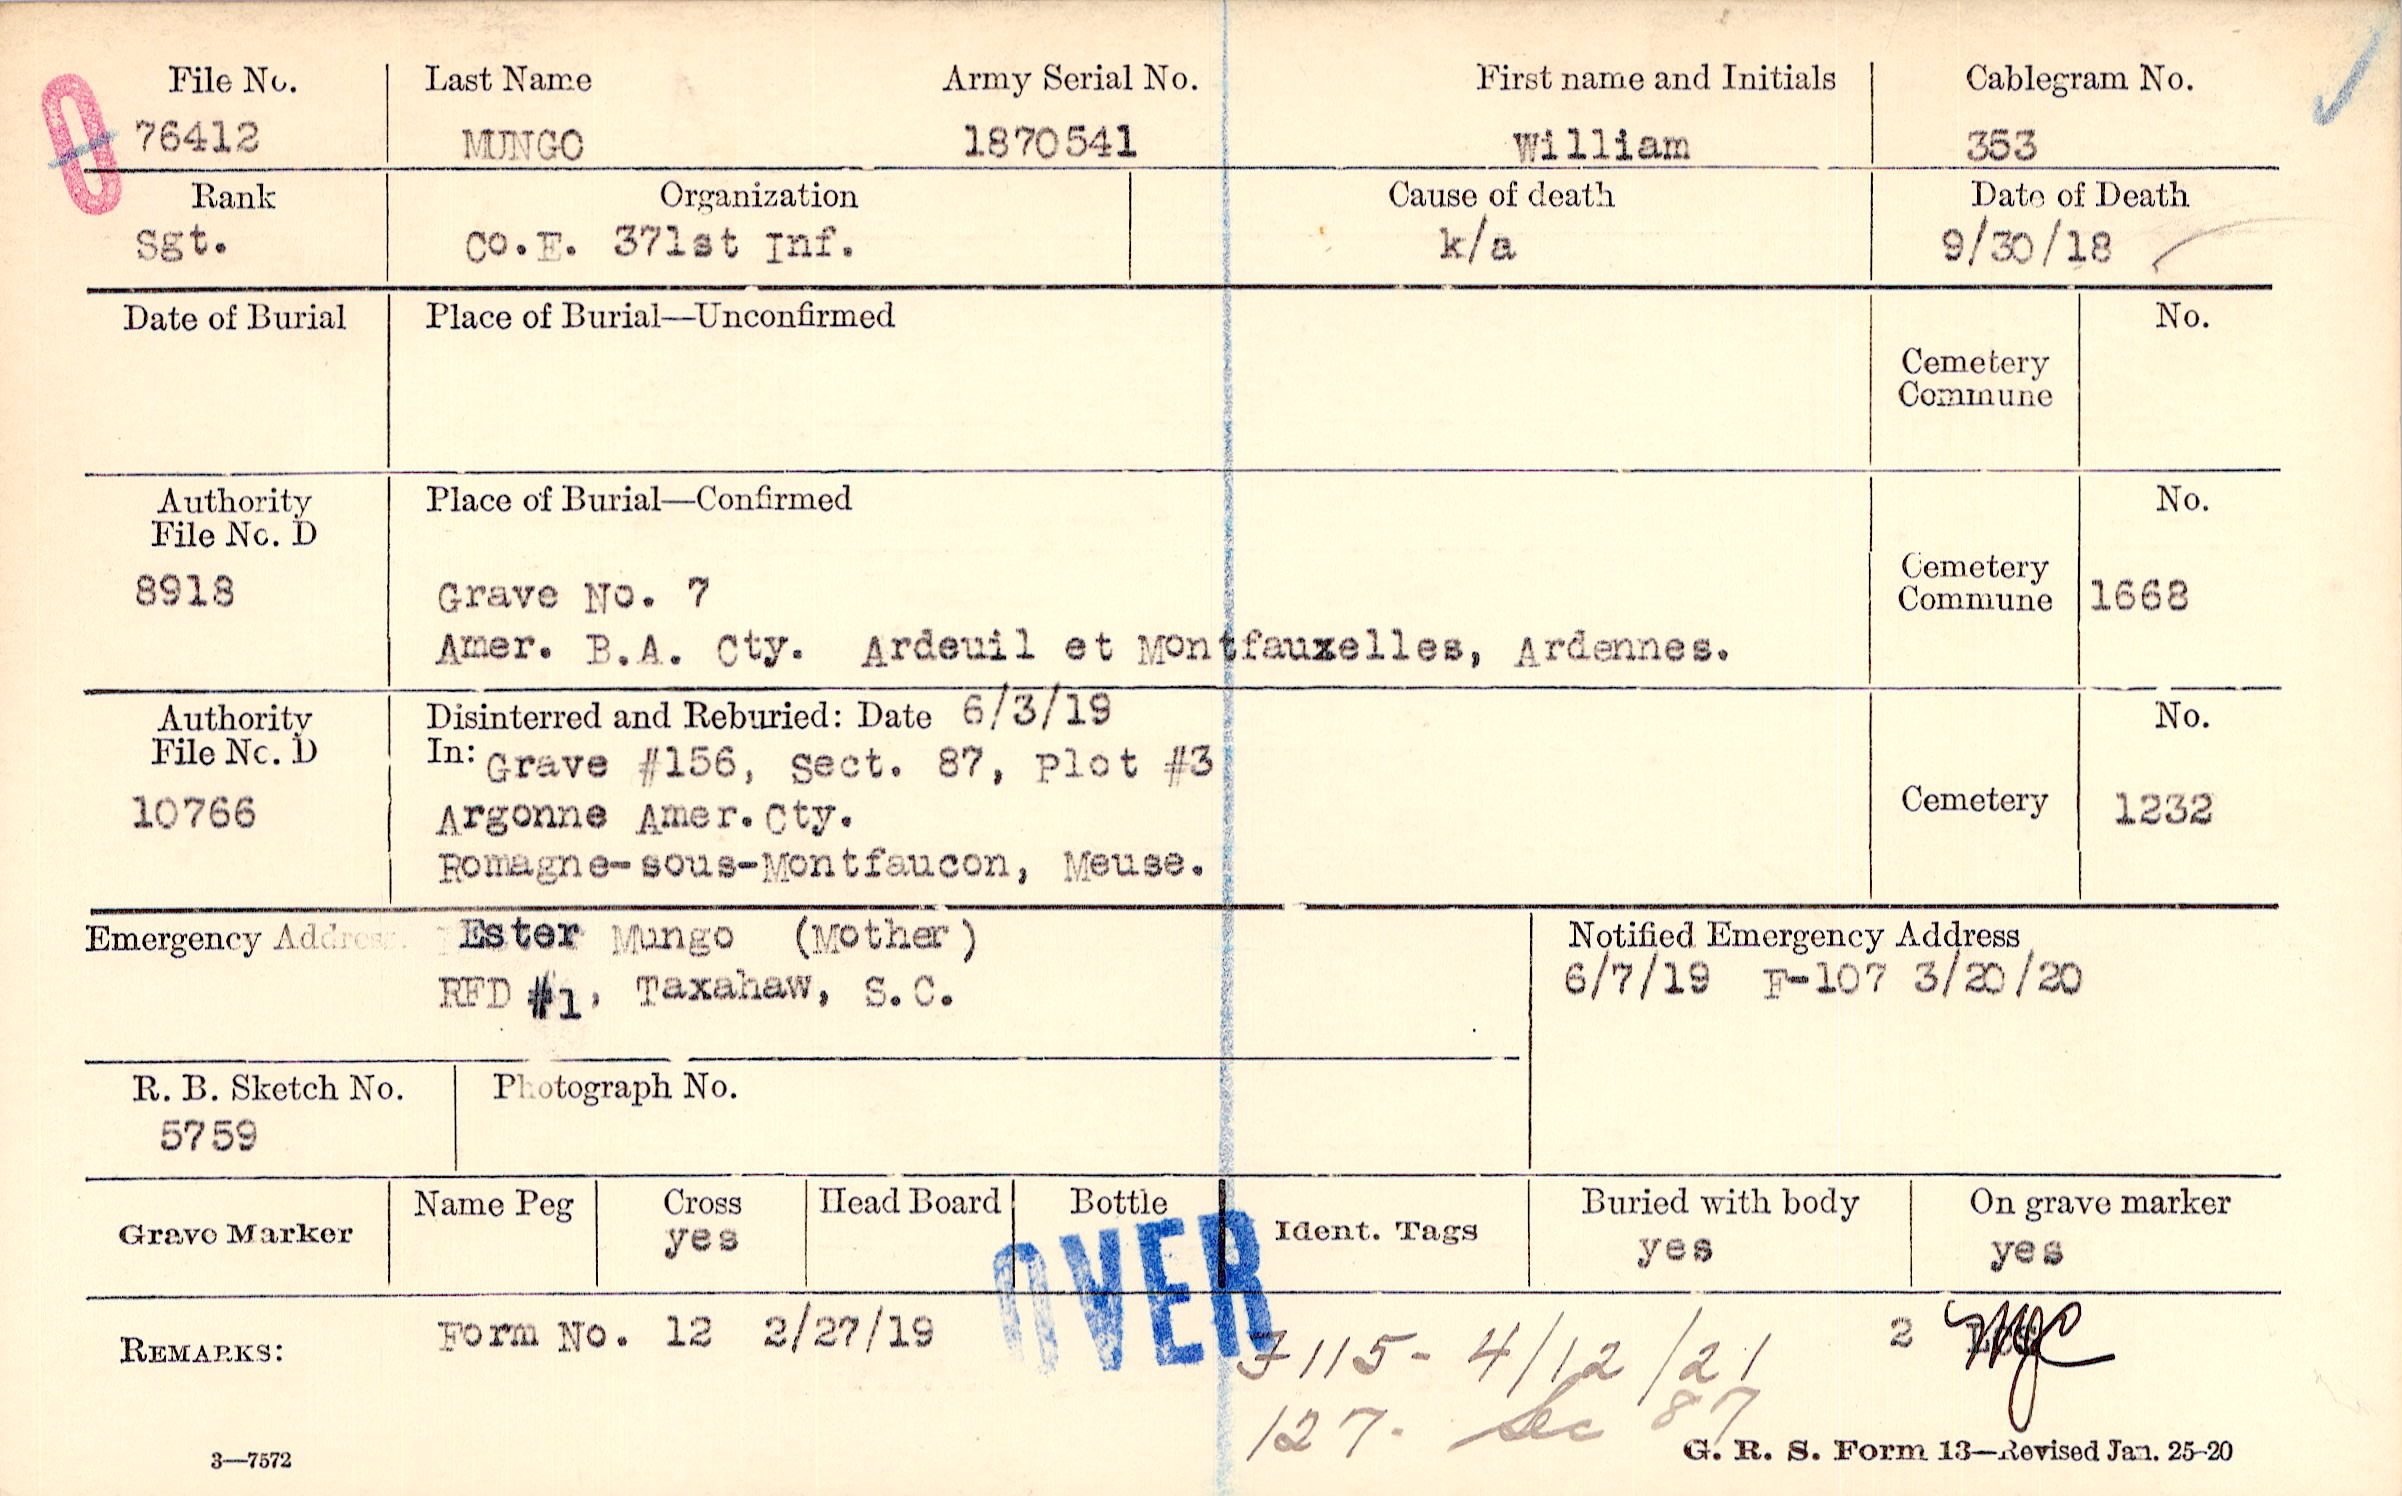 File No. Last Name Army Serial No. First name and Initials Cablegram No.
76412 MUNGO 1870541 William 353
Rank Organization Cause of death Date of Death
Sgt. Co.E. 371st Inf. k/a 9/30/18
Date of Burial Place of Burial—Unconfirmed No.
Cemetery
Commune
Authority Place of Burial—Confirmed No.
File No. D
Cemetery
8918 Grave No. 7 Commune 1668
Amer. B.A. Cty. Ardeuil et Montfauxelles, Ardennes.
Authority Disinterred and Reburied: Date 6/3/19 No.
File No. D In: Grave #156, Sect. 87, Plot #3
10766 Argonne Amer.Cty. Cemetery 1232
Romagne-sous-Montfaucon, Meuse.
Emergency Address. Ester Mungo (Mother) Notified Emergency Address
RFD #1, Taxahaw, S.C. 6/7/19 F-107 3/20/20
R. B. Sketch No. Photograph No.
5759
Grave Marker Name Peg Cross Head Board Bottle Ident. Tags Buried with body On grave marker
yes yes yes
OVER
REMARKS: Form No. 12 2/27/19 2
7115- 4/12/21
127- Sec 87
3—7572 G. R. S. Form 13—Revised Jan. 25-20